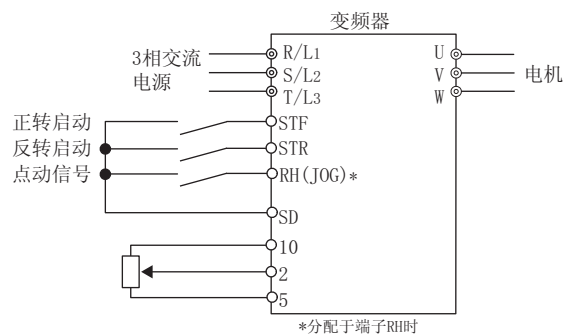 变频器
3相交流
电源
R/L1
S/L2
T/L3
U
V
W
电机
正转启动
反转启动
点动信号
STF
STR
RH(JOG)*
SD
10
2
5
*分配于端子RH时